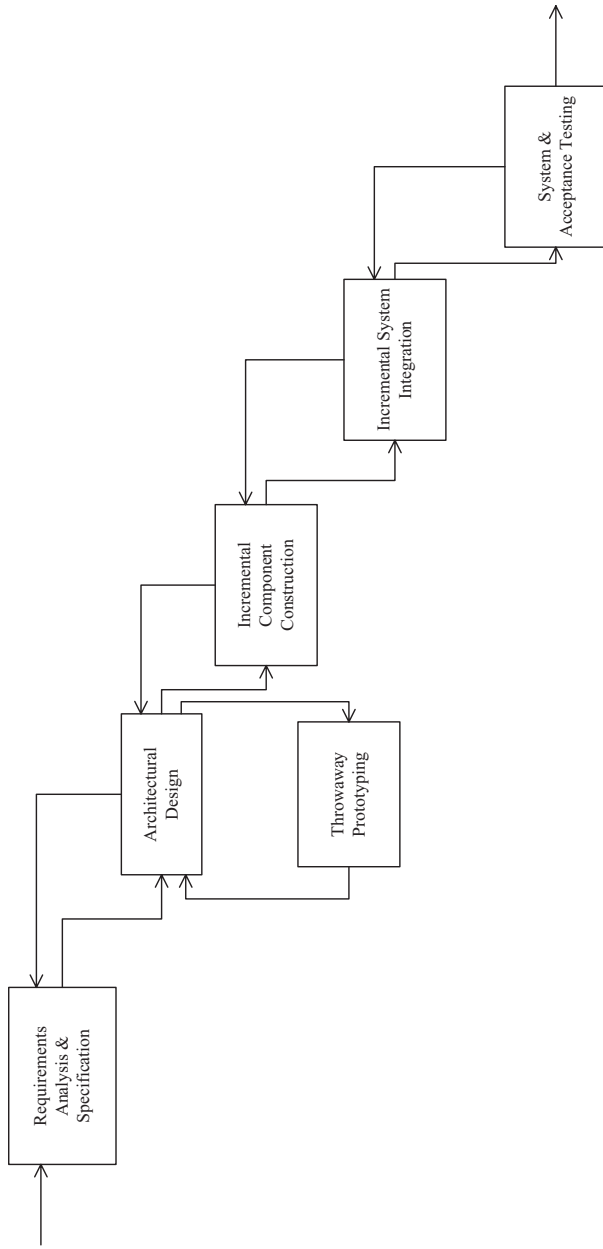 Requirements
Analysis &
Specification
Architectural
Design
Throwaway
Prototyping
Incremental
Component
Construction
Incremental System
Integration
System &
Acceptance Testing